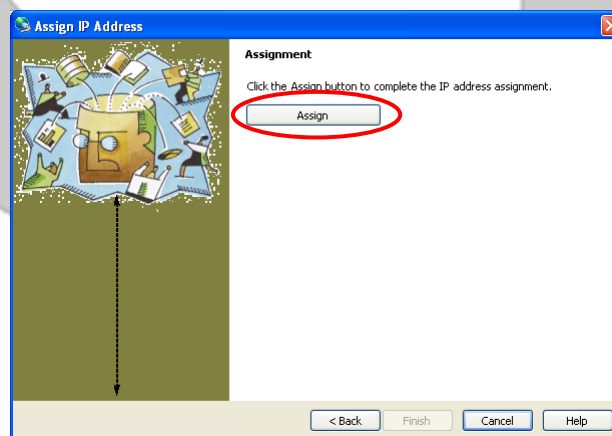 Assign IP Address
Assignment
Click the Assign button to complete the IP address assignment.
Assign
< Back
Finish
Cancel
Help